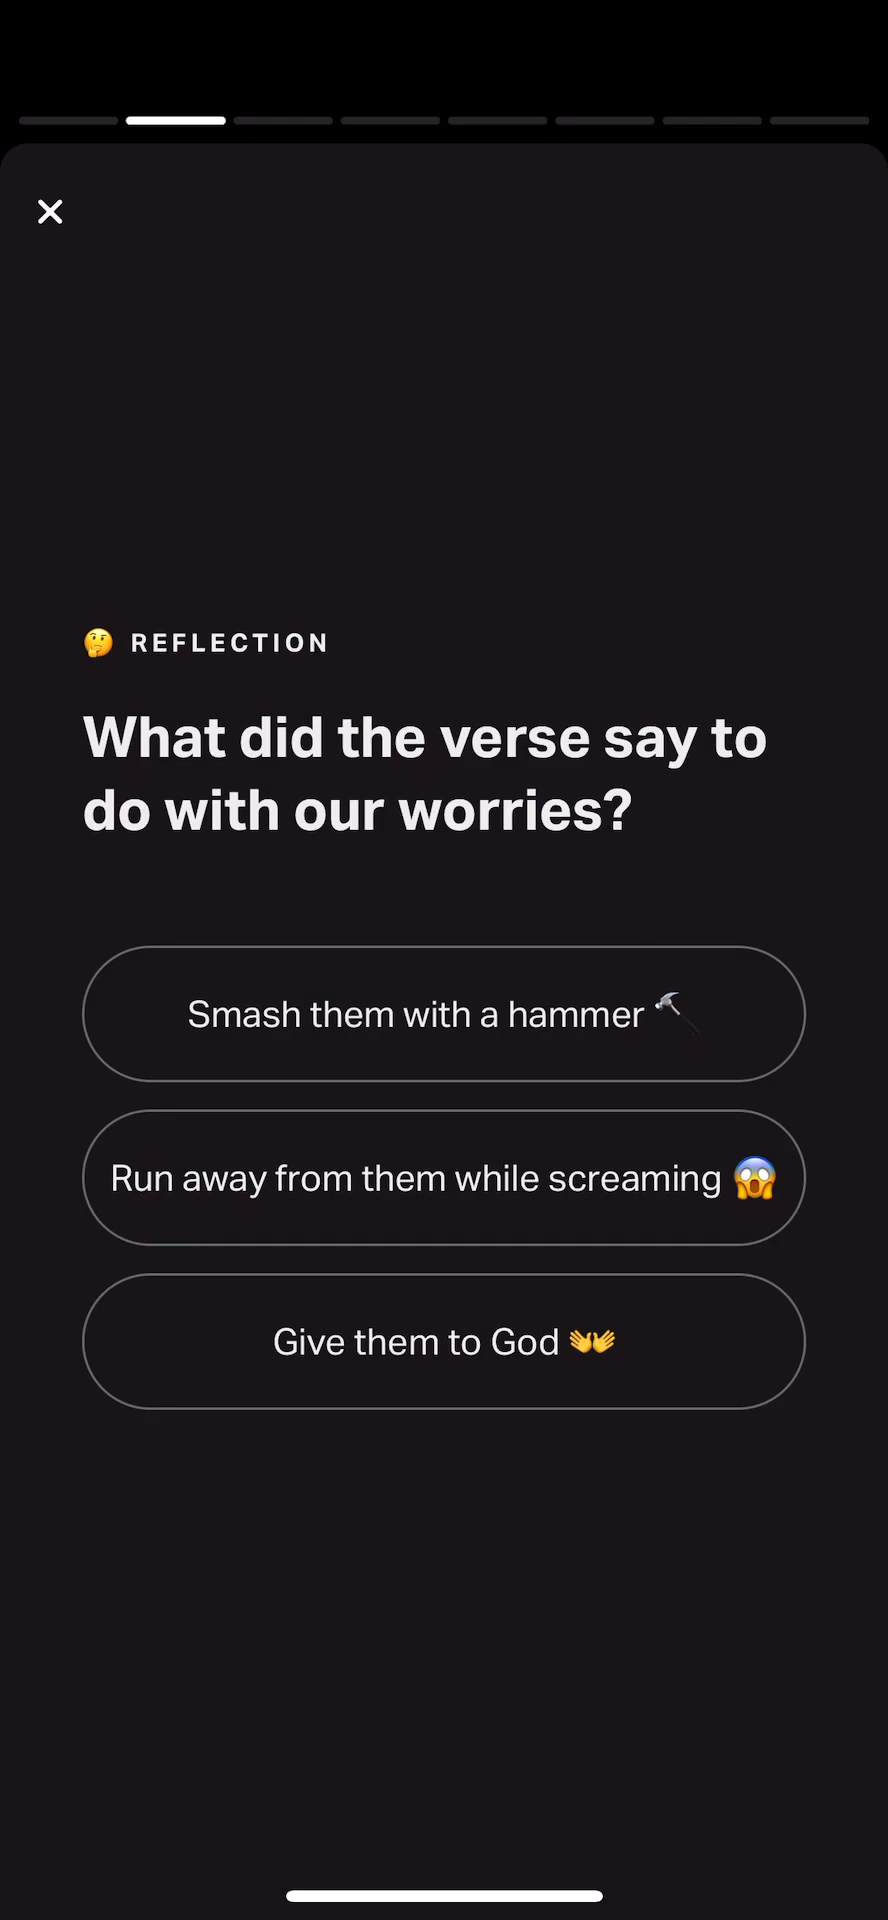 🤔 REFLECTION
What did the verse say to
do with our worries?
Smash them with a hammer 🔨
Run away from them while screaming 😱
Give them to God 👐